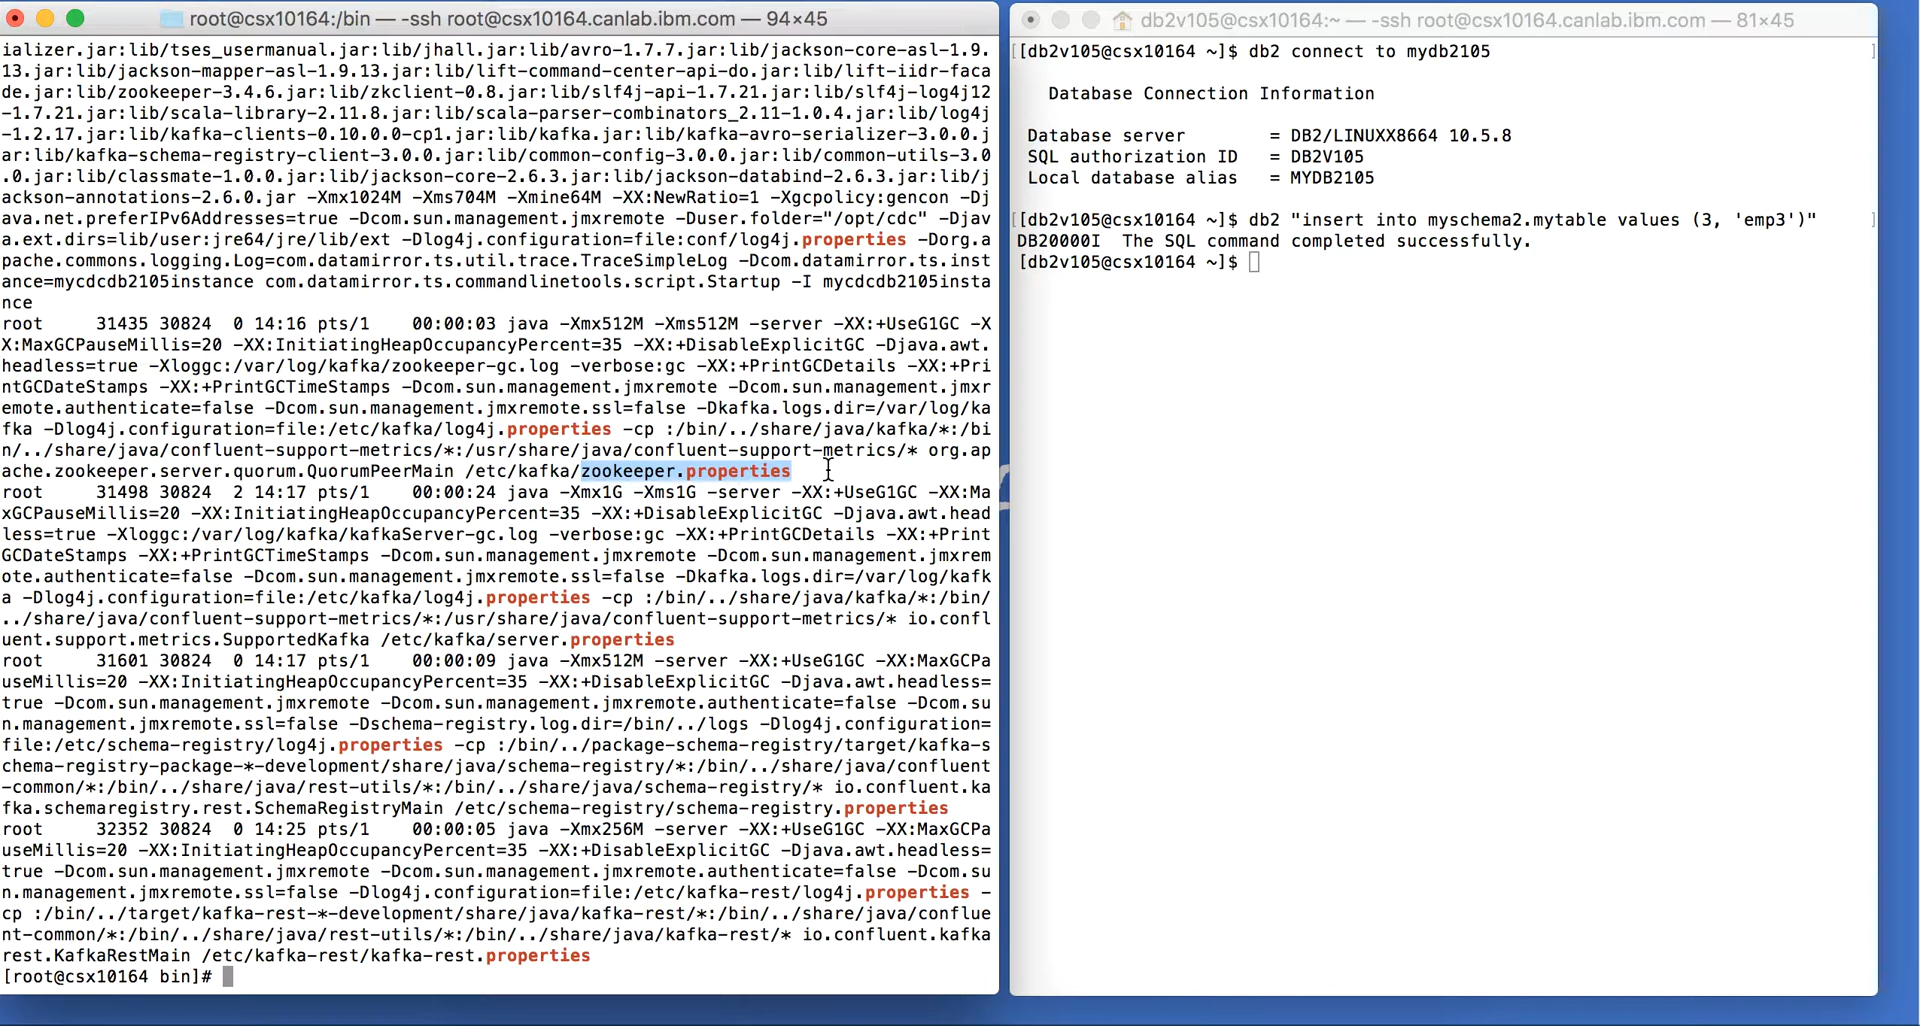 root@csx10164:/bin — -ssh root@csx10164.canlab.ibm.com — 94×45
ializer.jar:lib/tses_usermanual.jar:lib/jhall.jar:lib/avro-1.7.7.jar:lib/jackson-core-asl-1.9.
13.jar:lib/jackson-mapper-asl-1.9.13.jar:lib/lift-command-center-api-do.jar:lib/lift-iidr-faca
de.jar:lib/zookeeper-3.4.6.jar:lib/zkclient-0.8.jar:lib/slf4j-api-1.7.21.jar:lib/slf4j-log4j12
-1.7.21.jar:lib/scala-library-2.11.8.jar:lib/scala-parser-combinators_2.11-1.0.4.jar:lib/log4j
-1.2.17.jar:lib/kafka-clients-0.10.0.0-cp1.jar:lib/kafka.jar:lib/kafka-avro-serializer-3.0.0.j
ar:lib/kafka-schema-registry-client-3.0.0.jar:lib/common-config-3.0.0.jar:lib/common-utils-3.0
.0.jar:lib/classmate-1.0.0.jar:lib/jackson-core-2.6.3.jar:lib/jackson-databind-2.6.3.jar:lib/j
ackson-annotations-2.6.0.jar -Xmx1024M -Xms704M -Xmine64M -XX:NewRatio=1 -Xgcpolicy:gencon -Dj
ava.net.preferIPv6Addresses=true -Dcom.sun.management.jmxremote -Duser.folder="/opt/cdc" -Djav
a.ext.dirs=lib/user:jre64/jre/lib/ext -Dlog4j.configuration=file:conf/log4j.properties -Dorg.a
pache.commons.logging.Log=com.datamirror.ts.util.trace.TraceSimpleLog -Dcom.datamirror.ts.inst
ance=mycdcdb2105instance com.datamirror.ts.commandlinetools.script.Startup -I mycdcdb2105insta
nce
root     31435 30824  0 14:16 pts/1    00:00:03 java -Xmx512M -Xms512M -server -XX:+UseG1GC -X
X:MaxGCPauseMillis=20 -XX:InitiatingHeapOccupancyPercent=35 -XX:+DisableExplicitGC -Djava.awt.
headless=true -Xloggc:/var/log/kafka/zookeeper-gc.log -verbose:gc -XX:+PrintGCDetails -XX:+Pri
ntGCDateStamps -XX:+PrintGCTimeStamps -Dcom.sun.management.jmxremote -Dcom.sun.management.jmxr
emote.authenticate=false -Dcom.sun.management.jmxremote.ssl=false -Dkafka.logs.dir=/var/log/ka
fka -Dlog4j.configuration=file:/etc/kafka/log4j.properties -cp :/bin/../share/java/kafka/*:/bi
n/../share/java/confluent-support-metrics/*:/usr/share/java/confluent-support-metrics/* org.ap
ache.zookeeper.server.quorum.QuorumPeerMain /etc/kafka/zookeeper.properties
root     31498 30824  2 14:17 pts/1    00:00:24 java -Xmx1G -Xms1G -server -XX:+UseG1GC -XX:Ma
xGCPauseMillis=20 -XX:InitiatingHeapOccupancyPercent=35 -XX:+DisableExplicitGC -Djava.awt.head
less=true -Xloggc:/var/log/kafka/kafkaServer-gc.log -verbose:gc -XX:+PrintGCDetails -XX:+Print
GCDateStamps -XX:+PrintGCTimeStamps -Dcom.sun.management.jmxremote -Dcom.sun.management.jmxrem
ote.authenticate=false -Dcom.sun.management.jmxremote.ssl=false -Dkafka.logs.dir=/var/log/kafk
a -Dlog4j.configuration=file:/etc/kafka/log4j.properties -cp :/bin/../share/java/kafka/*:/bin/
../share/java/confluent-support-metrics/*:/usr/share/java/confluent-support-metrics/* io.confl
uent.support.metrics.SupportedKafka /etc/kafka/server.properties
root     31601 30824  0 14:17 pts/1    00:00:09 java -Xmx512M -server -XX:+UseG1GC -XX:MaxGCPa
useMillis=20 -XX:InitiatingHeapOccupancyPercent=35 -XX:+DisableExplicitGC -Djava.awt.headless=
true -Dcom.sun.management.jmxremote -Dcom.sun.management.jmxremote.authenticate=false -Dcom.su
n.management.jmxremote.ssl=false -Dschema-registry.log.dir=/bin/../logs -Dlog4j.configuration=
file:/etc/schema-registry/log4j.properties -cp :/bin/../package-schema-registry/target/kafka-s
chema-registry-package-*-development/share/java/schema-registry/*:/bin/../share/java/confluent
-common/*:/bin/../share/java/rest-utils/*:/bin/../share/java/schema-registry/* io.confluent.ka
fka.schemaregistry.rest.SchemaRegistryMain /etc/schema-registry/schema-registry.properties
root     32352 30824  0 14:25 pts/1    00:00:05 java -Xmx256M -server -XX:+UseG1GC -XX:MaxGCPa
useMillis=20 -XX:InitiatingHeapOccupancyPercent=35 -XX:+DisableExplicitGC -Djava.awt.headless=
true -Dcom.sun.management.jmxremote -Dcom.sun.management.jmxremote.authenticate=false -Dcom.su
n.management.jmxremote.ssl=false -Dlog4j.configuration=file:/etc/kafka-rest/log4j.properties -
cp :/bin/../target/kafka-rest-*-development/share/java/kafka-rest/*:/bin/../share/java/conflue
nt-common/*:/bin/../share/java/rest-utils/*:/bin/../share/java/kafka-rest/* io.confluent.kafka
rest.KafkaRestMain /etc/kafka-rest/kafka-rest.properties
[root@csx10164 bin]#
db2v105@csx10164:~ — -ssh root@csx10164.canlab.ibm.com — 81×45
[[db2v105@csx10164 ~]$ db2 connect to mydb2105 ]
Database Connection Information
Database server        = DB2/LINUXX8664 10.5.8
SQL authorization ID   = DB2V105
Local database alias   = MYDB2105
[[db2v105@csx10164 ~]$ db2 "insert into myschema2.mytable values (3, 'emp3')" ]
DB20000I  The SQL command completed successfully.
[db2v105@csx10164 ~]$